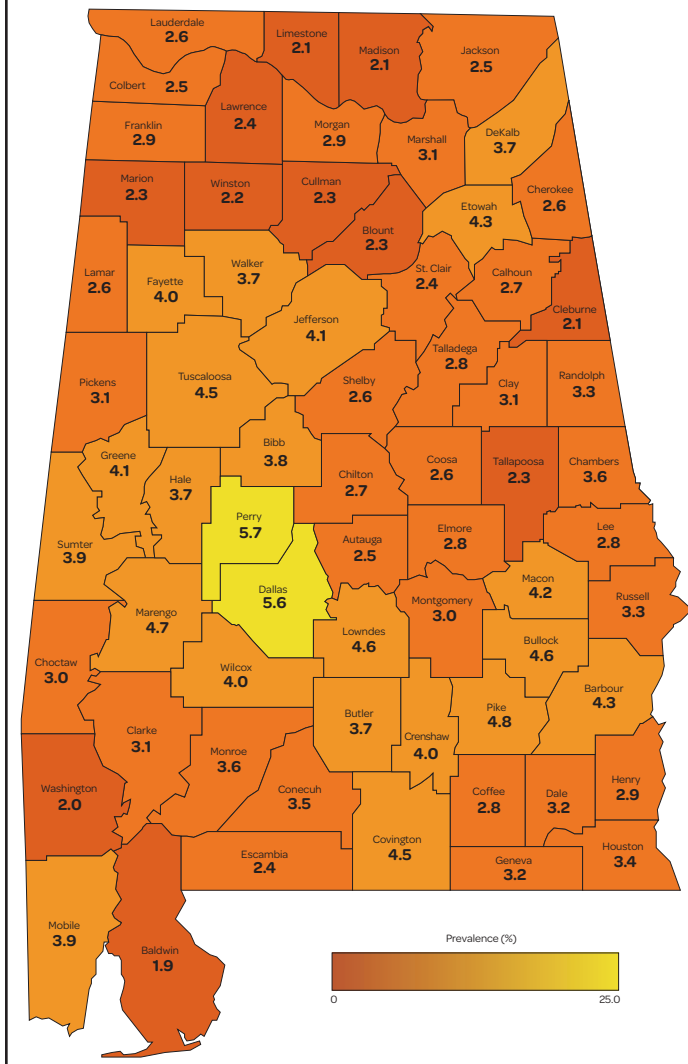 Lauderdale
2.6
Limestone
2.1
Madison
2.1
Jackson
2.5
Colbert 2.5
Lawrence
2.4
Franklin
2.9
Morgan
2.9
Marshall
3.1
DeKalb
3.7
Marion
2.3
Winston
2.2
Cullman
2.3
Blount
2.3
Etowah
4.3
Cherokee
2.6
Lamar
2.6
Fayette
4.0
Walker
3.7
Jefferson
4.1
St. Clair
2.4
Calhoun
2.7
Cleburne
2.1
Pickens
3.1
Tuscaloosa
4.5
Shelby
2.6
Talladega
2.8
Clay
3.1
Randolph
3.3
Greene
4.1
Hale
3.7
Bibb
3.8
Chilton
2.7
Coosa
2.6
Tallapoosa
2.3
Chambers
3.6
Sumter
3.9
Perry
5.7
Dallas
5.6
Autauga
2.5
Elmore
2.8
Lee
2.8
Macon
4.2
Russell
3.3
Marengo
4.7
Lowndes
4.6
Montgomery
3.0
Bullock
4.6
Choctaw
3.0
Wilcox
4.0
Barbour
4.3
Clarke
3.1
Monroe
3.6
Butler
3.7
Crenshaw
4.0
Pike
4.8
Washington
2.0
Conecuh
3.5
Coffee
2.8
Dale
3.2
Henry
2.9
Escambia
2.4
Covington
4.5
Geneva
3.2
Houston
3.4
Mobile
3.9
Baldwin
1.9
Prevalence (%)
0 25.0